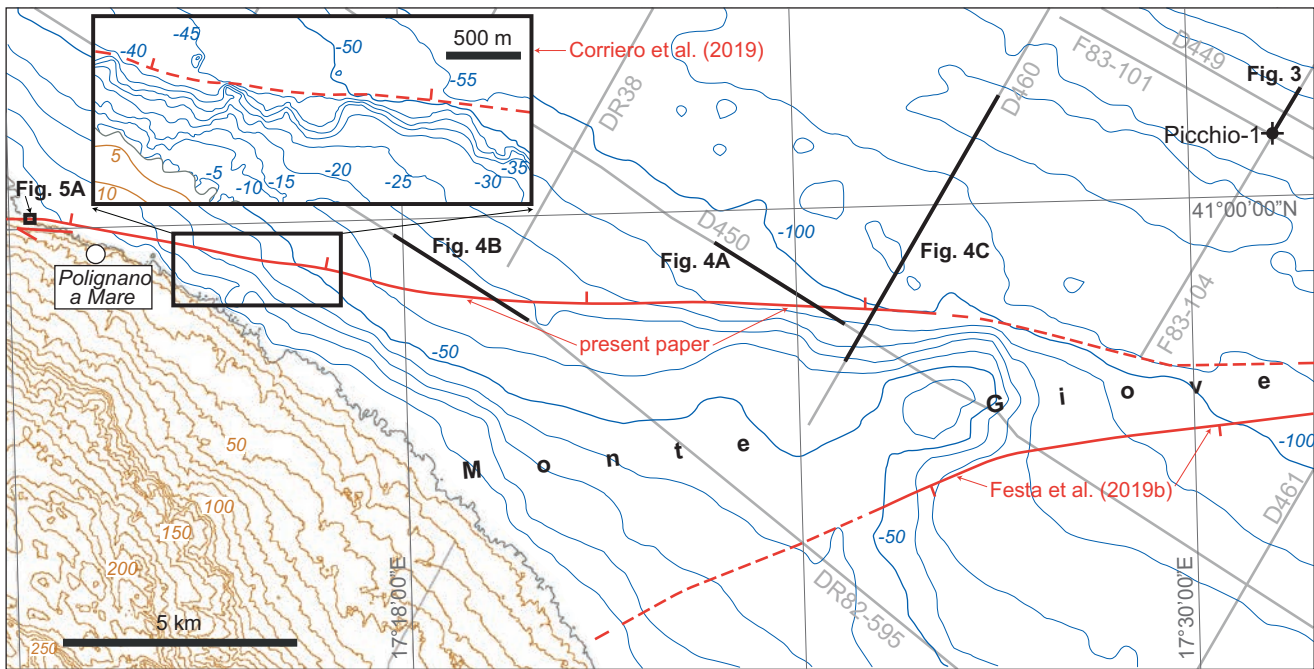 -45
-50
500 m
Corriero et al. (2019)
-40
-55
DR38
D460
D449
F83-101
Fig. 3
Picchio-1
5
10
-5
-10
-15
-20
-25
-30
-35
Fig. 5A
41°00'00"N
-100
D450
Fig. 4B
Fig. 4A
Fig. 4C
Polignano
a Mare
F83-104
present paper
-50
Monte Giove
-100
50
Festa et al. (2019b)
D461
100
150
-50
200
17°18'00"E
17°30'00"E
DR82-595
5 km
250